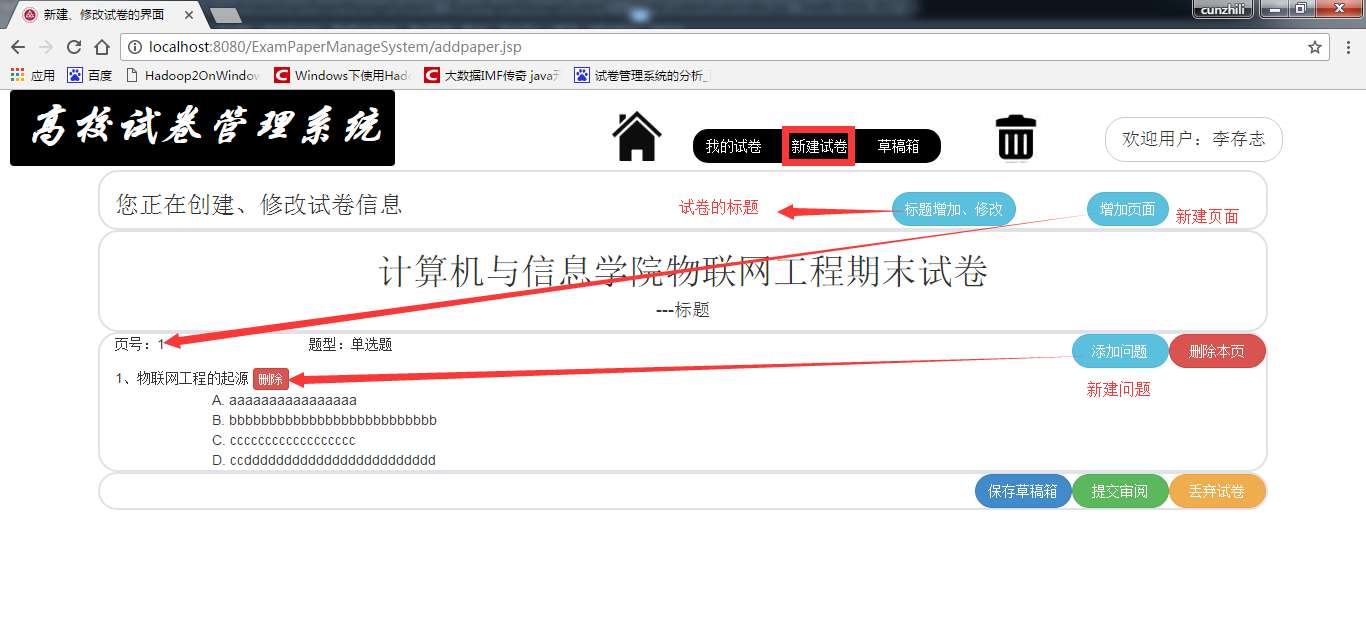 新建、修改试卷的界面
cunzhili
localhost:8080/ExamPaperManageSystem/addpaper.jsp
应用 百度 Hadoop2OnWindow Windows下使用Had 大数据IMF传奇 java开 试卷管理系统的分析_
高校试卷管理系统
我的试卷 新建试卷 草稿箱
欢迎用户：李存志
您正在创建、修改试卷信息 试卷的标题 标题增加、修改 增加页面 新建页面
计算机与信息学院物联网工程期末试卷
---标题
页号：1 题型：单选题 添加问题 删除本页
1、物联网工程的起源 删除
新建问题
A. aaaaaaaaaaaaaaaa
B. bbbbbbbbbbbbbbbbbbbbbbbbbb
C. cccccccccccccccccc
D. ccdddddddddddddddddddddddd
保存草稿箱 提交审阅 丢弃试卷